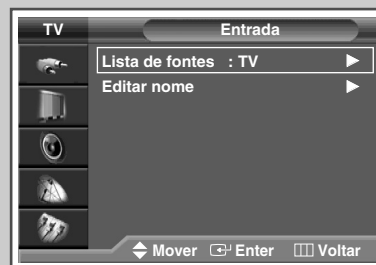 TV Entrada
Lista de fontes : TV
Editar nome
Mover Enter Voltar